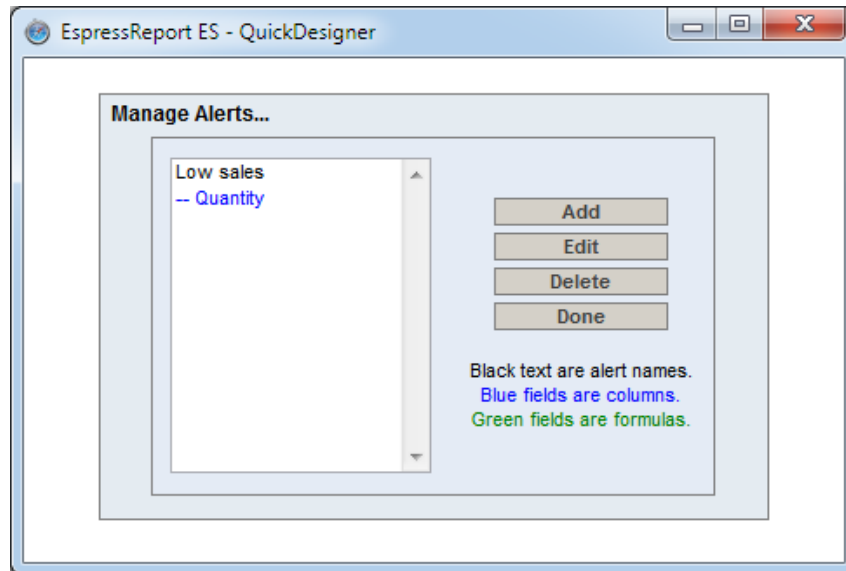 EspressReport ES - QuickDesigner
Manage Alerts...
Low sales
-- Quantity
Add
Edit
Delete
Done
Black text are alert names.
Blue fields are columns.
Green fields are formulas.